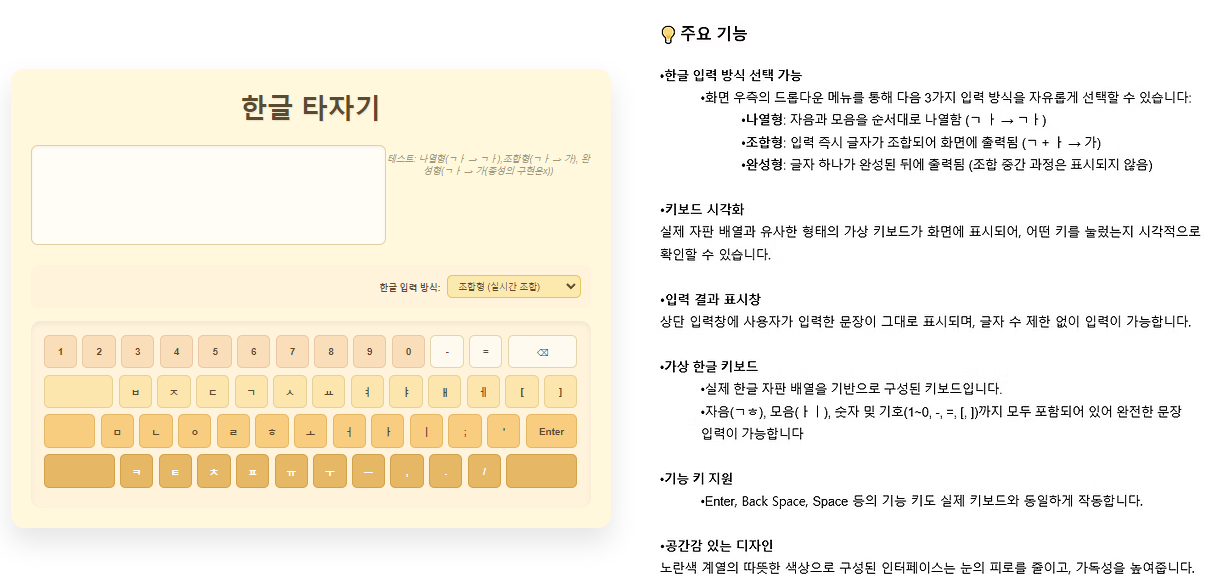 한글 타자기
테스트: 나열형(ㄱ ㅏ → ㄱㅏ),조합형(ㄱㅏ → 가), 완
성형(ㄱㅏ → 가(종성의 구현은x))
한글 입력 방식: 조합형 (실시간 조합)
1 2 3 4 5 6 7 8 9 0 - = ⌫
ㅂ ㅈ ㄷ ㄱ ㅅ ㅛ ㅕ ㅑ ㅐ ㅔ [ ]
ㅁ ㄴ ㅇ ㄹ ㅎ ㅗ ㅓ ㅏ ㅣ ; ' Enter
ㅋ ㅌ ㅊ ㅍ ㅠ ㅜ ㅡ , . /
💡 주요 기능
•한글 입력 방식 선택 가능
•화면 우측의 드롭다운 메뉴를 통해 다음 3가지 입력 방식을 자유롭게 선택할 수 있습니다:
•나열형: 자음과 모음을 순서대로 나열함 (ㄱ ㅏ → ㄱㅏ)
•조합형: 입력 즉시 글자가 조합되어 화면에 출력됨 (ㄱ + ㅏ → 가)
•완성형: 글자 하나가 완성된 뒤에 출력됨 (조합 중간 과정은 표시되지 않음)
•키보드 시각화
실제 자판 배열과 유사한 형태의 가상 키보드가 화면에 표시되어, 어떤 키를 눌렀는지 시각적으로
확인할 수 있습니다.
•입력 결과 표시창
상단 입력창에 사용자가 입력한 문장이 그대로 표시되며, 글자 수 제한 없이 입력이 가능합니다.
•가상 한글 키보드
•실제 한글 자판 배열을 기반으로 구성된 키보드입니다.
•자음(ㄱㅎ), 모음(ㅏㅣ), 숫자 및 기호(1~0, -, =, [, ])까지 모두 포함되어 있어 완전한 문장
입력이 가능합니다
•기능 키 지원
•Enter, Back Space, Space 등의 기능 키도 실제 키보드와 동일하게 작동합니다.
•공간감 있는 디자인
노란색 계열의 따뜻한 색상으로 구성된 인터페이스는 눈의 피로를 줄이고, 가독성을 높여줍니다.